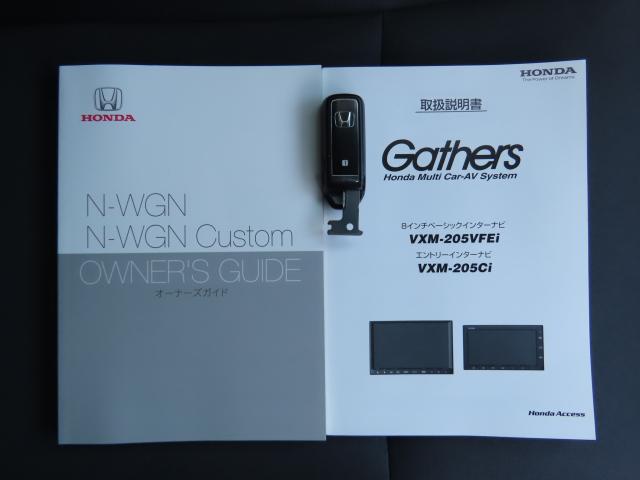 HONDA
N-WGN
N-WGN Custom
OWNER'S GUIDE
オーナーズガイド
HONDA
The Power of Dreams
取扱説明書
Gathers
Honda Multi Car-AV System
8インチベーシックインターナビ
VXM-205VFEi
エントリーインターナビ
VXM-205Ci
Honda Access